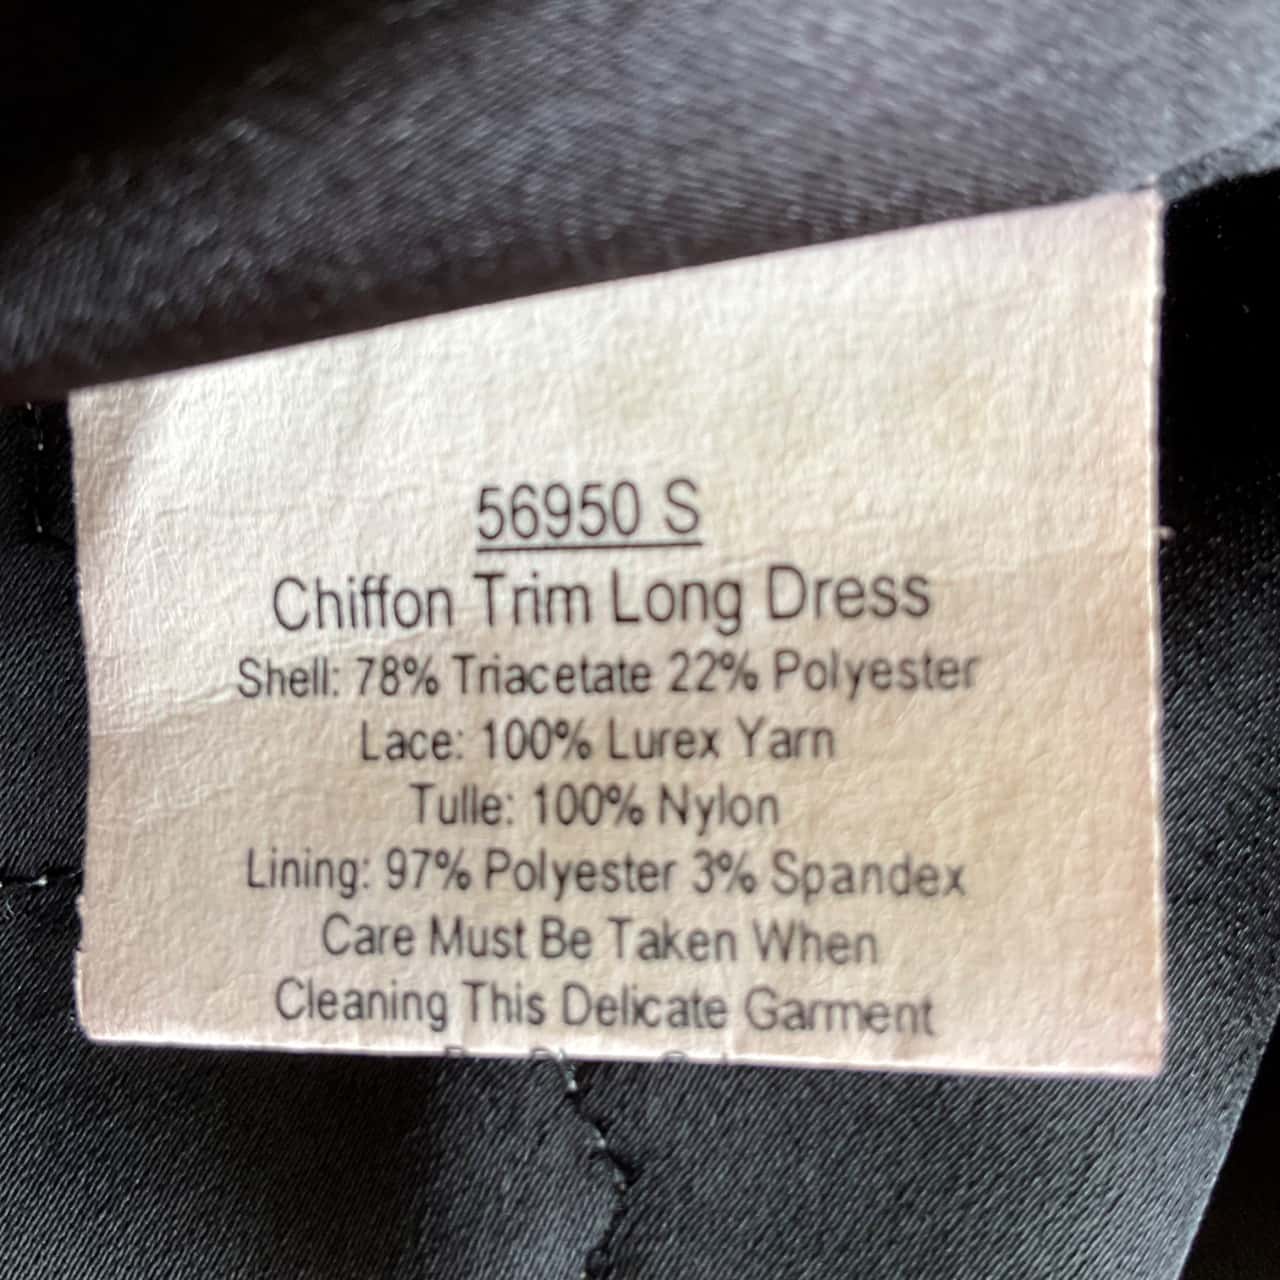 56950 S
Chiffon Trim Long Dress
Shell: 78% Triacetate 22% Polyester
Lace: 100% Lurex Yarn
Tulle: 100% Nylon
Lining: 97% Polyester 3% Spandex
Care Must Be Taken When
Cleaning This Delicate Garment